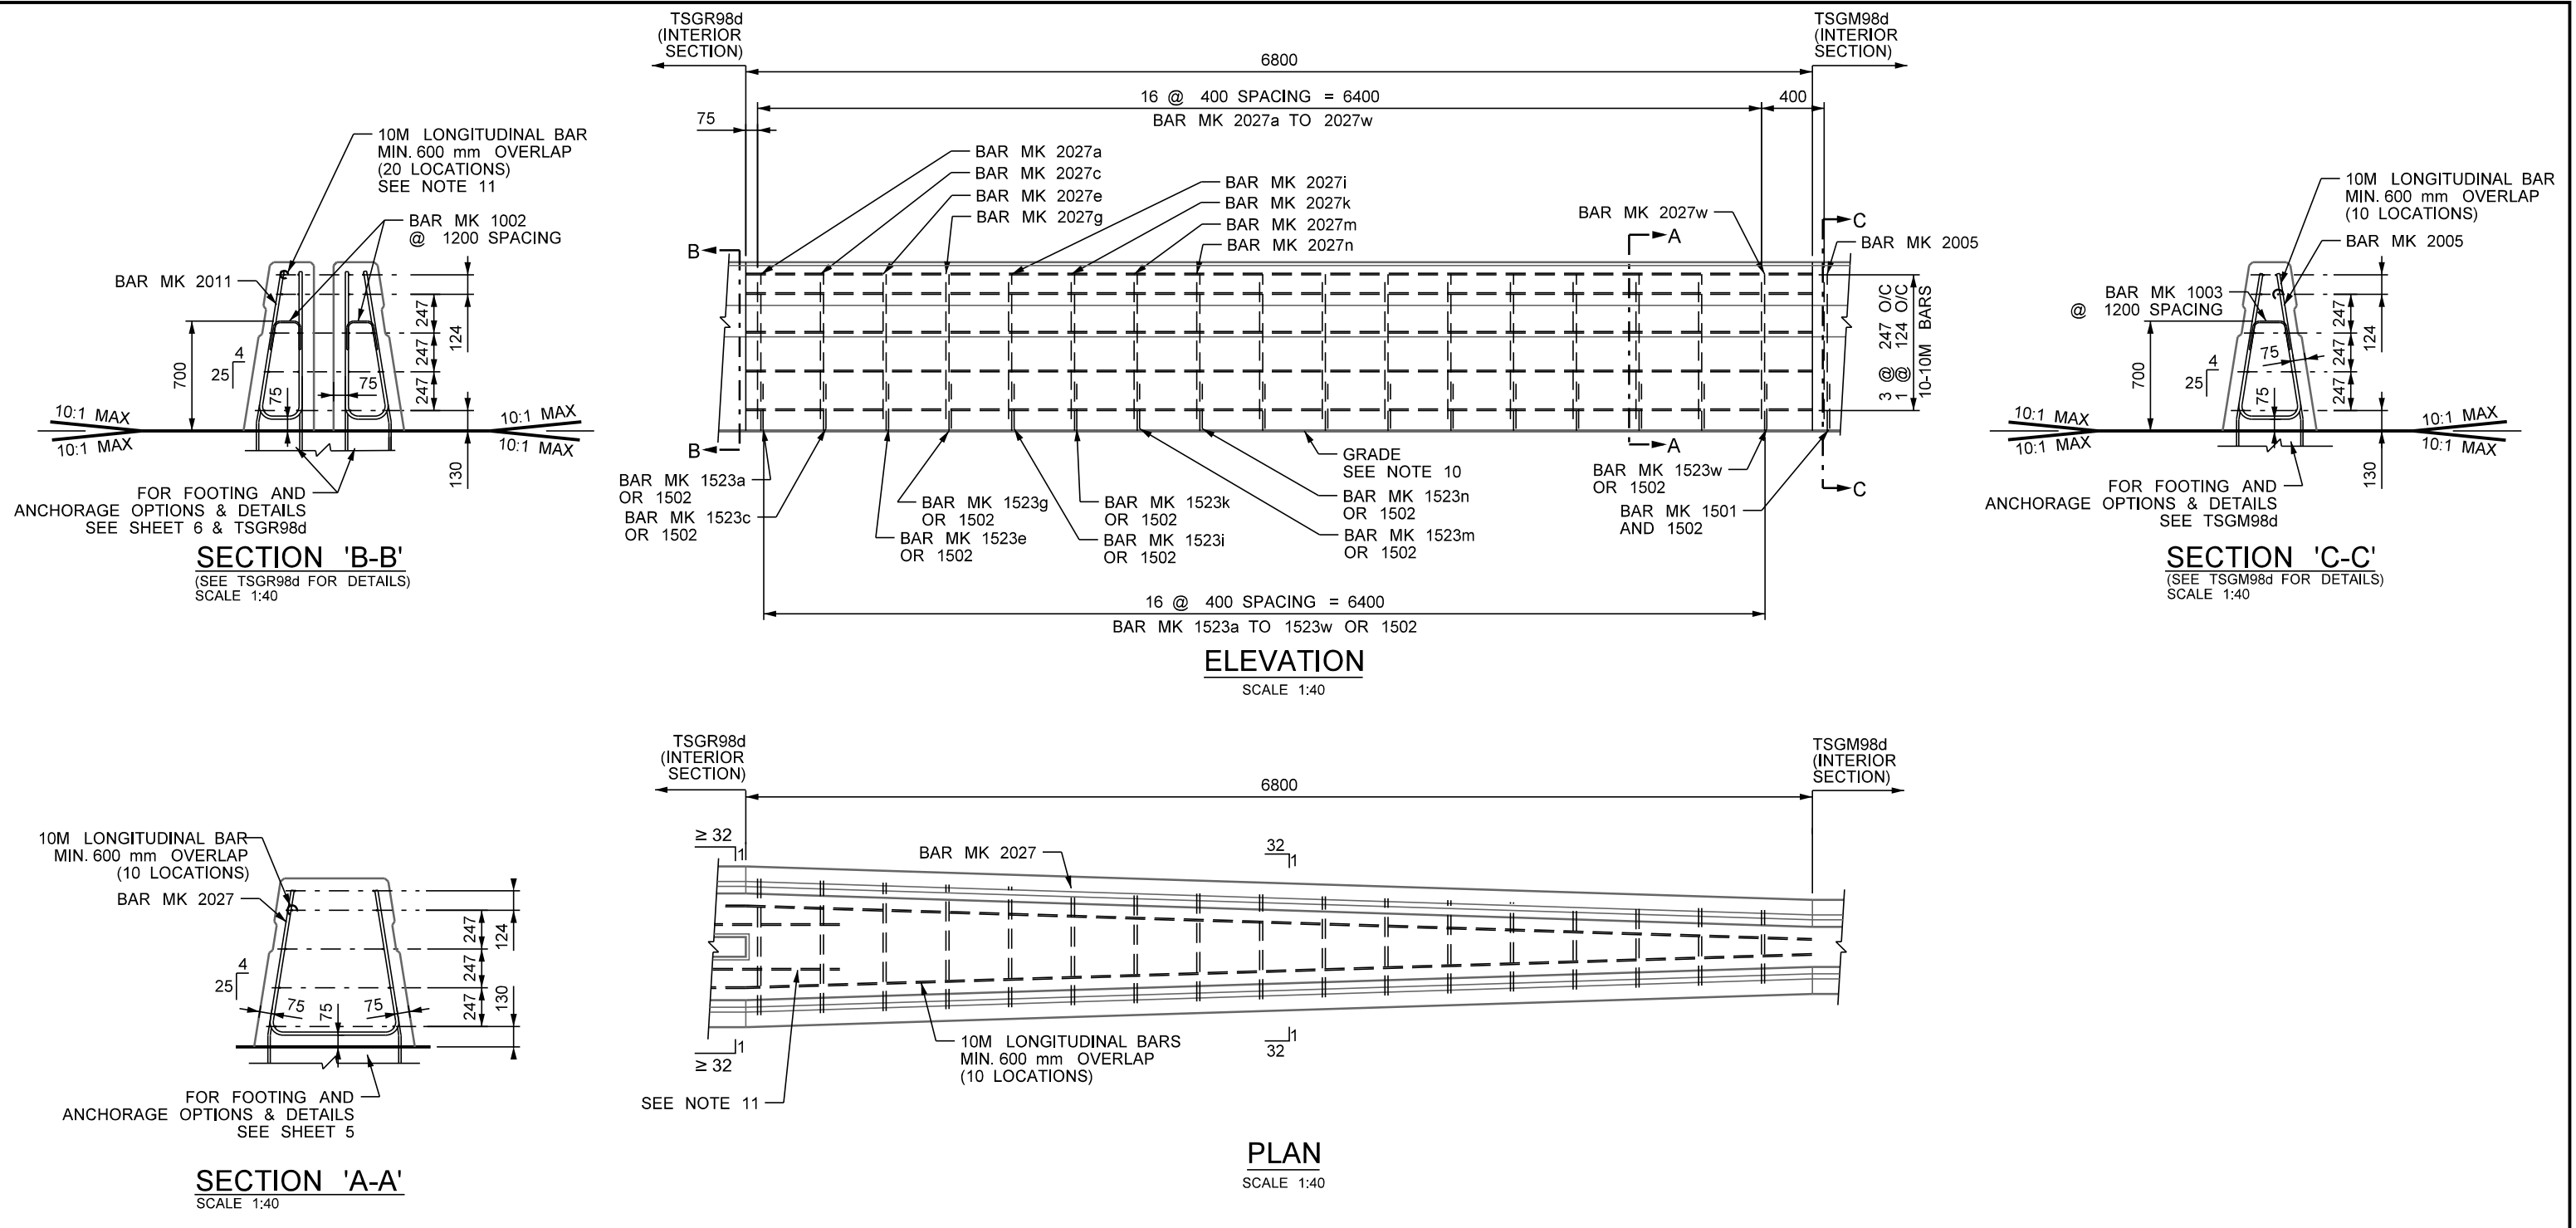 10M LONGITUDINAL BAR
MIN. 600 mm OVERLAP
(20 LOCATIONS)
SEE NOTE 11
BAR MK 1002
@ 1200 SPACING
BAR MK 2011
700
25
4
75
75
247
247
247
124
130
10:1 MAX
10:1 MAX
10:1 MAX
10:1 MAX
FOR FOOTING AND
ANCHORAGE OPTIONS & DETAILS
SEE SHEET 6 & TSGR98d
SECTION 'B-B'
(SEE TSGR98d FOR DETAILS)
SCALE 1:40
TSGR98d
(INTERIOR
SECTION)
TSGM98d
(INTERIOR
SECTION)
6800
16 @ 400 SPACING = 6400
400
BAR MK 2027a TO 2027w
75
BAR MK 2027a
BAR MK 2027c
BAR MK 2027e
BAR MK 2027g
BAR MK 2027i
BAR MK 2027k
BAR MK 2027m
BAR MK 2027n
BAR MK 2027w
BAR MK 2005
B
B
A
A
C
C
3 @ 247 O/C
1 @ 124 O/C
10-10M BARS
GRADE
SEE NOTE 10
BAR MK 1523a
OR 1502
BAR MK 1523c
OR 1502
BAR MK 1523g
OR 1502
BAR MK 1523e
OR 1502
BAR MK 1523k
OR 1502
BAR MK 1523i
OR 1502
BAR MK 1523n
OR 1502
BAR MK 1523m
OR 1502
BAR MK 1523w
OR 1502
BAR MK 1501
AND 1502
16 @ 400 SPACING = 6400
BAR MK 1523a TO 1523w OR 1502
ELEVATION
SCALE 1:40
10M LONGITUDINAL BAR
MIN. 600 mm OVERLAP
(10 LOCATIONS)
BAR MK 2005
BAR MK 1003
@ 1200 SPACING
700
25
4
75
75
247
247
247
124
130
10:1 MAX
10:1 MAX
10:1 MAX
10:1 MAX
FOR FOOTING AND
ANCHORAGE OPTIONS & DETAILS
SEE TSGM98d
SECTION 'C-C'
(SEE TSGM98d FOR DETAILS)
SCALE 1:40
10M LONGITUDINAL BAR
MIN. 600 mm OVERLAP
(10 LOCATIONS)
BAR MK 2027
25
4
75
75
75
247
247
247
124
130
FOR FOOTING AND
ANCHORAGE OPTIONS & DETAILS
SEE SHEET 5
SECTION 'A-A'
SCALE 1:40
TSGR98d
(INTERIOR
SECTION)
TSGM98d
(INTERIOR
SECTION)
6800
≥ 32
1
BAR MK 2027
32
1
≥ 32
1
32
1
10M LONGITUDINAL BARS
MIN. 600 mm OVERLAP
(10 LOCATIONS)
SEE NOTE 11
PLAN
SCALE 1:40